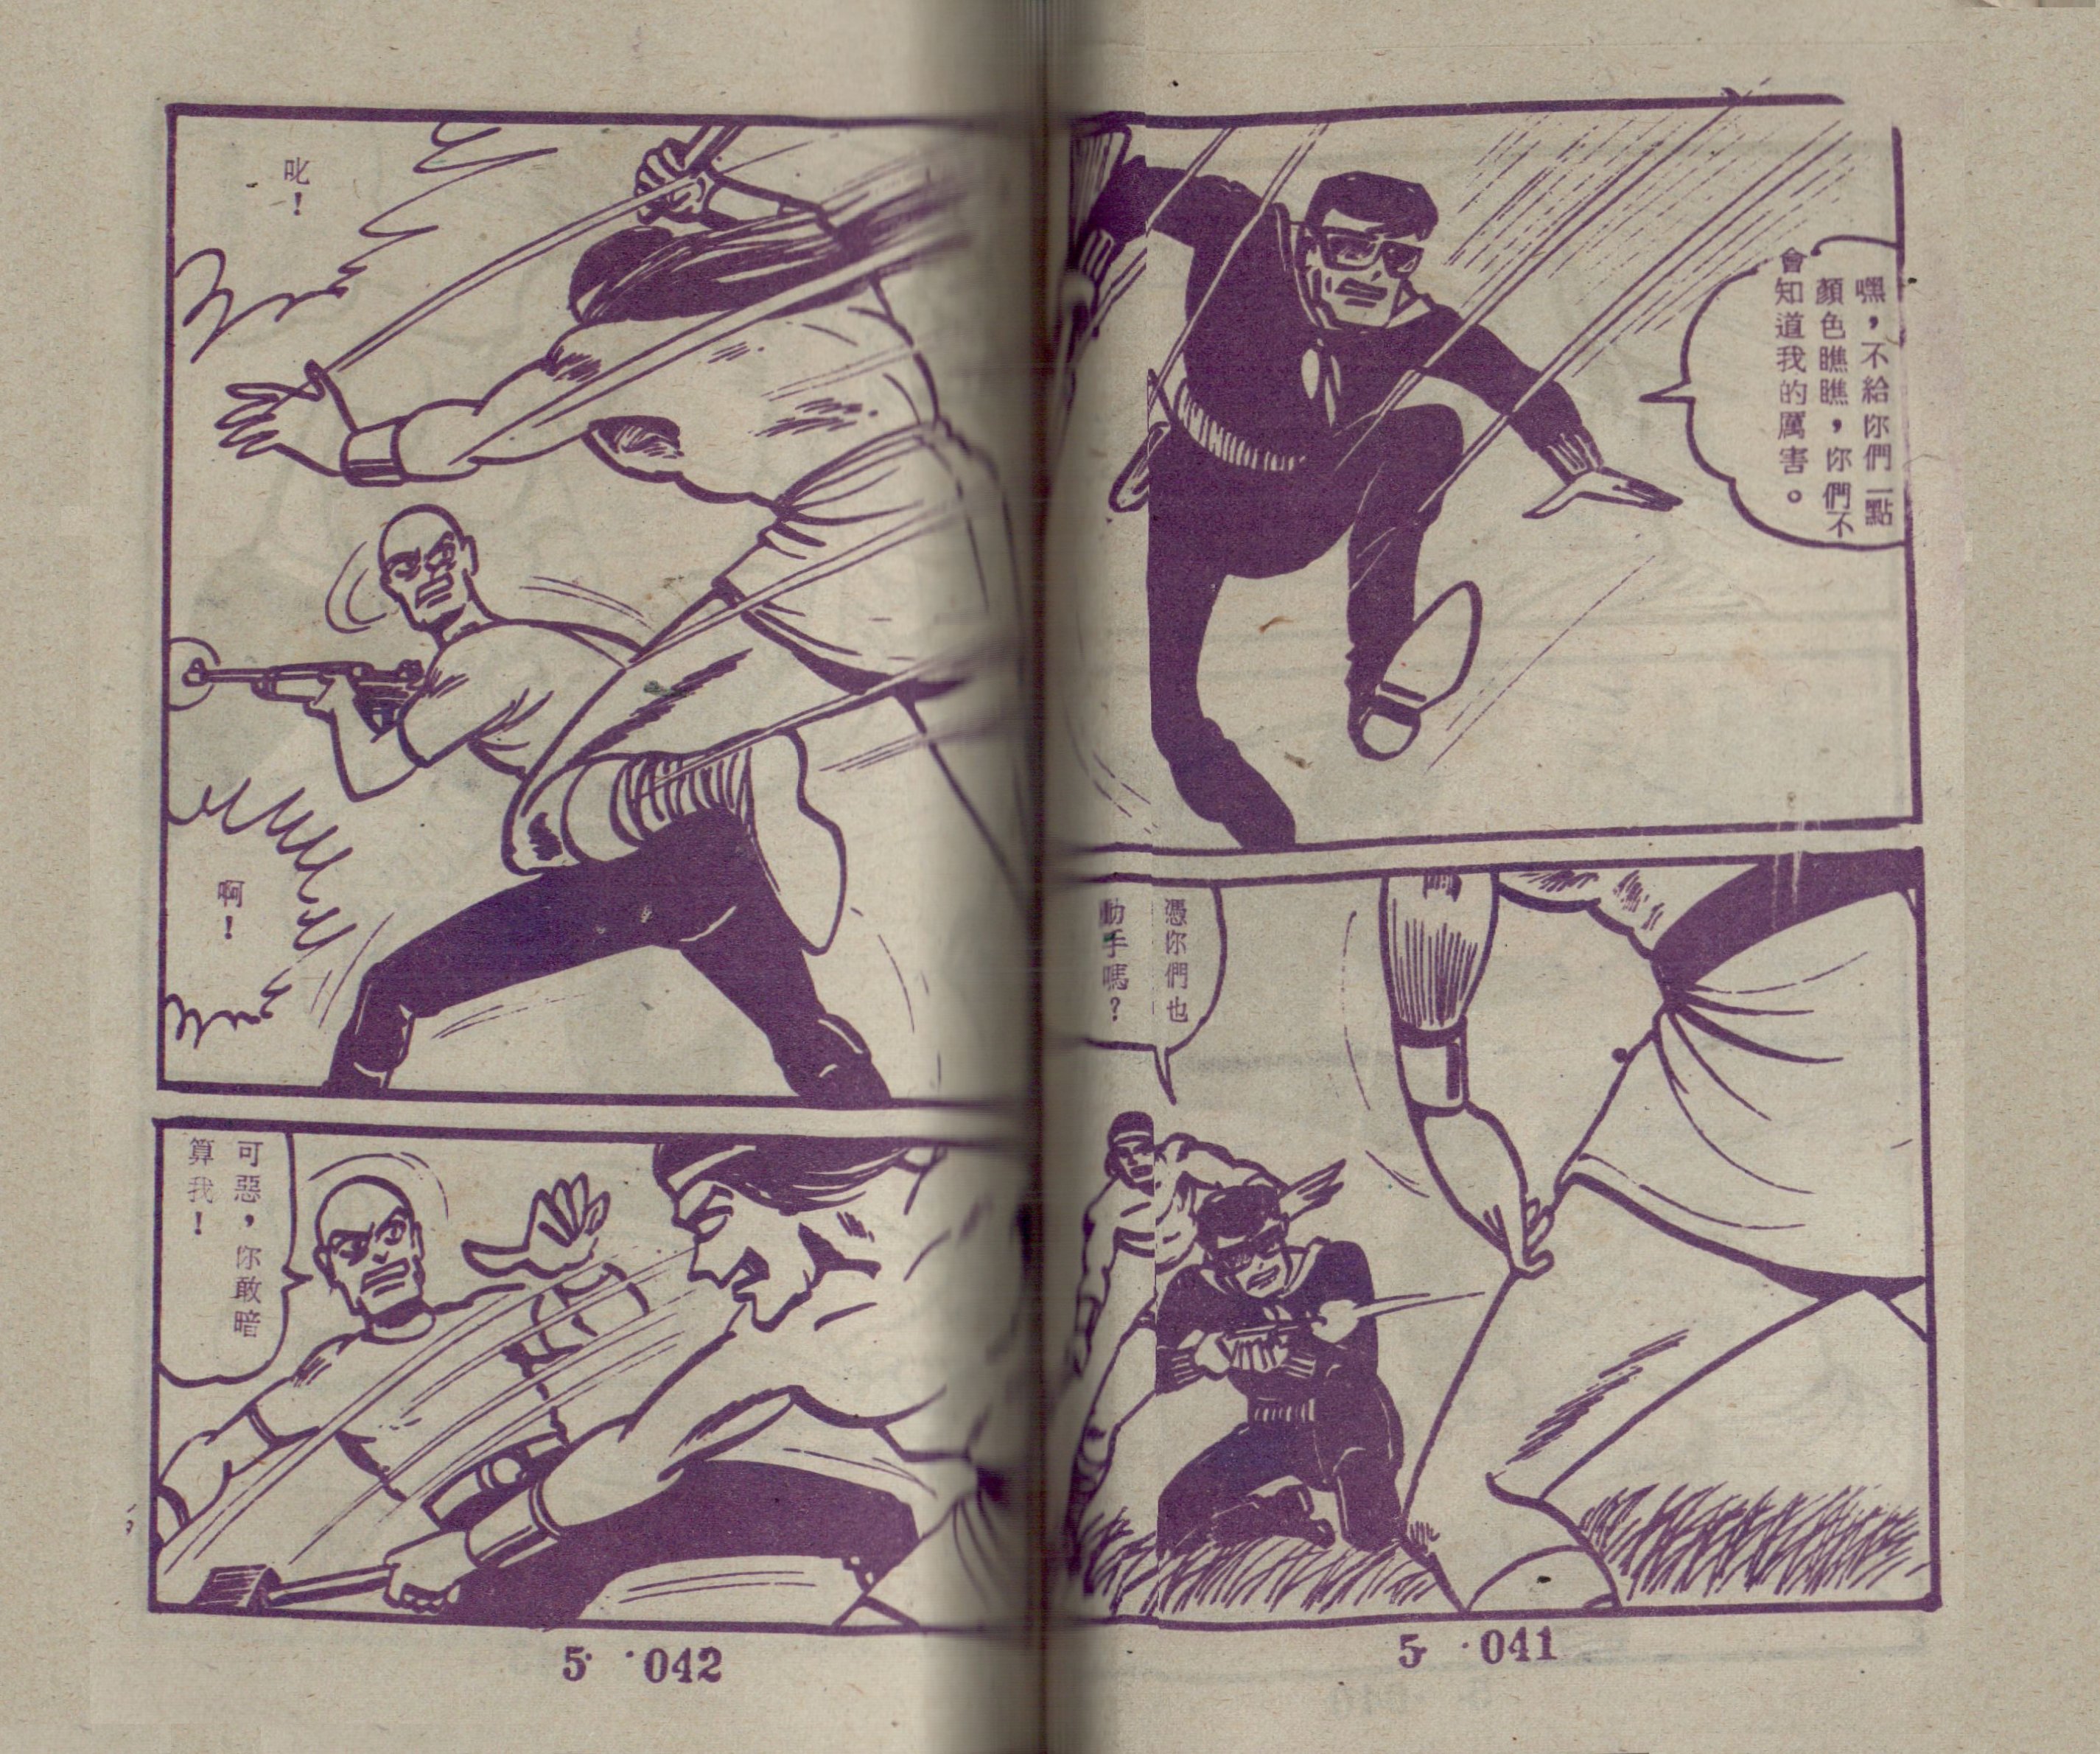 嘿，不給你們一點
顏色瞧瞧，你們不
會知道我的厲害。
憑你們也
動手嗎？
5·041
叱！
啊！
可惡，你敢暗
算我！
5·042